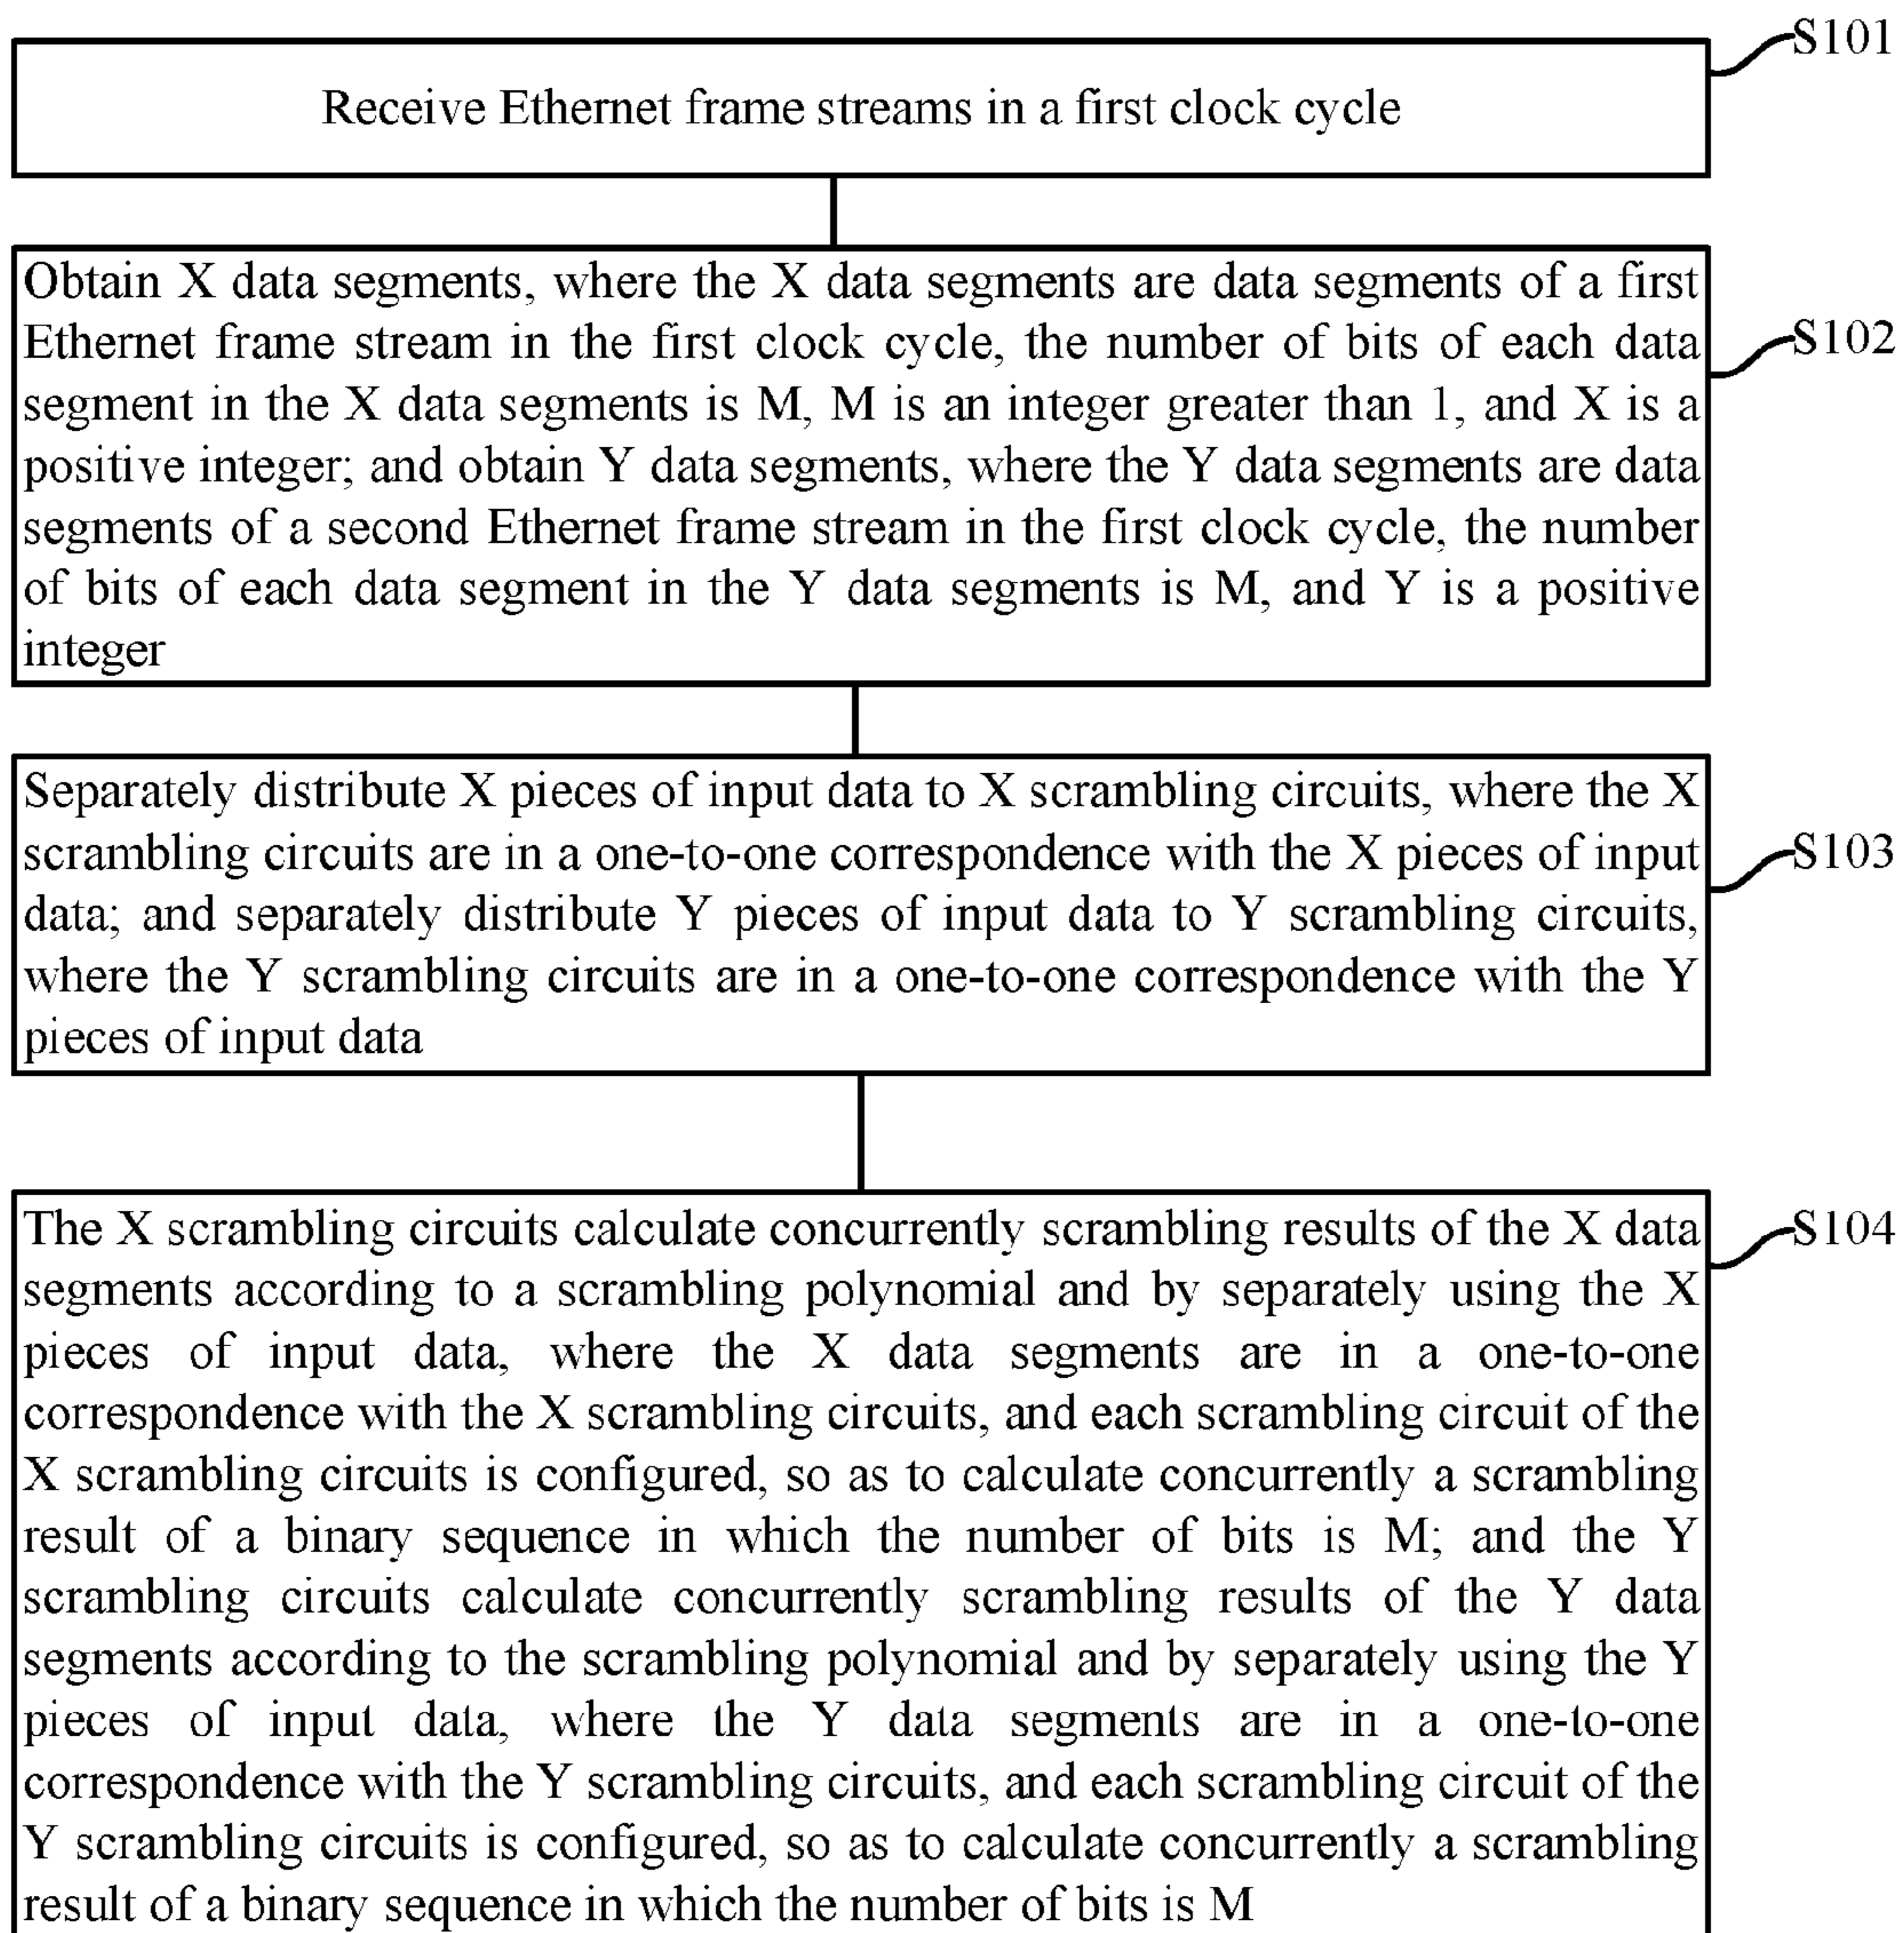 S101
Receive Ethernet frame streams in a first clock cycle
Obtain X data segments, where the X data segments are data segments of a first
Ethernet frame stream in the first clock cycle, the number of bits of each data
S102
segment in the X data segments is M, M is an integer greater than 1, and X is a
positive integer; and obtain Y data segments, where the Y data segments are data
segments of a second Ethernet frame stream in the first clock cycle, the number
of bits of each data segment in the Y data segments is M, and Y is a positive
integer
Separately distribute X pieces of input data to X scrambling circuits, where the X
scrambling circuits are in a one-to-one correspondence with the X pieces of input
S103
data; and separately distribute Y pieces of input data to Y scrambling circuits,
where the Y scrambling circuits are in a one-to-one correspondence with the Y
pieces of input data
The X scrambling circuits calculate concurrently scrambling results of the X data
S104
segments according to a scrambling polynomial and by separately using the X
pieces of input data, where the X data segments are in a one-to-one
correspondence with the X scrambling circuits, and each scrambling circuit of the
X scrambling circuits is configured, so as to calculate concurrently a scrambling
result of a binary sequence in which the number of bits is M; and the Y
scrambling circuits calculate concurrently scrambling results of the Y data
segments according to the scrambling polynomial and by separately using the Y
pieces of input data, where the Y data segments are in a one-to-one
correspondence with the Y scrambling circuits, and each scrambling circuit of the
Y scrambling circuits is configured, so as to calculate concurrently a scrambling
result of a binary sequence in which the number of bits is M